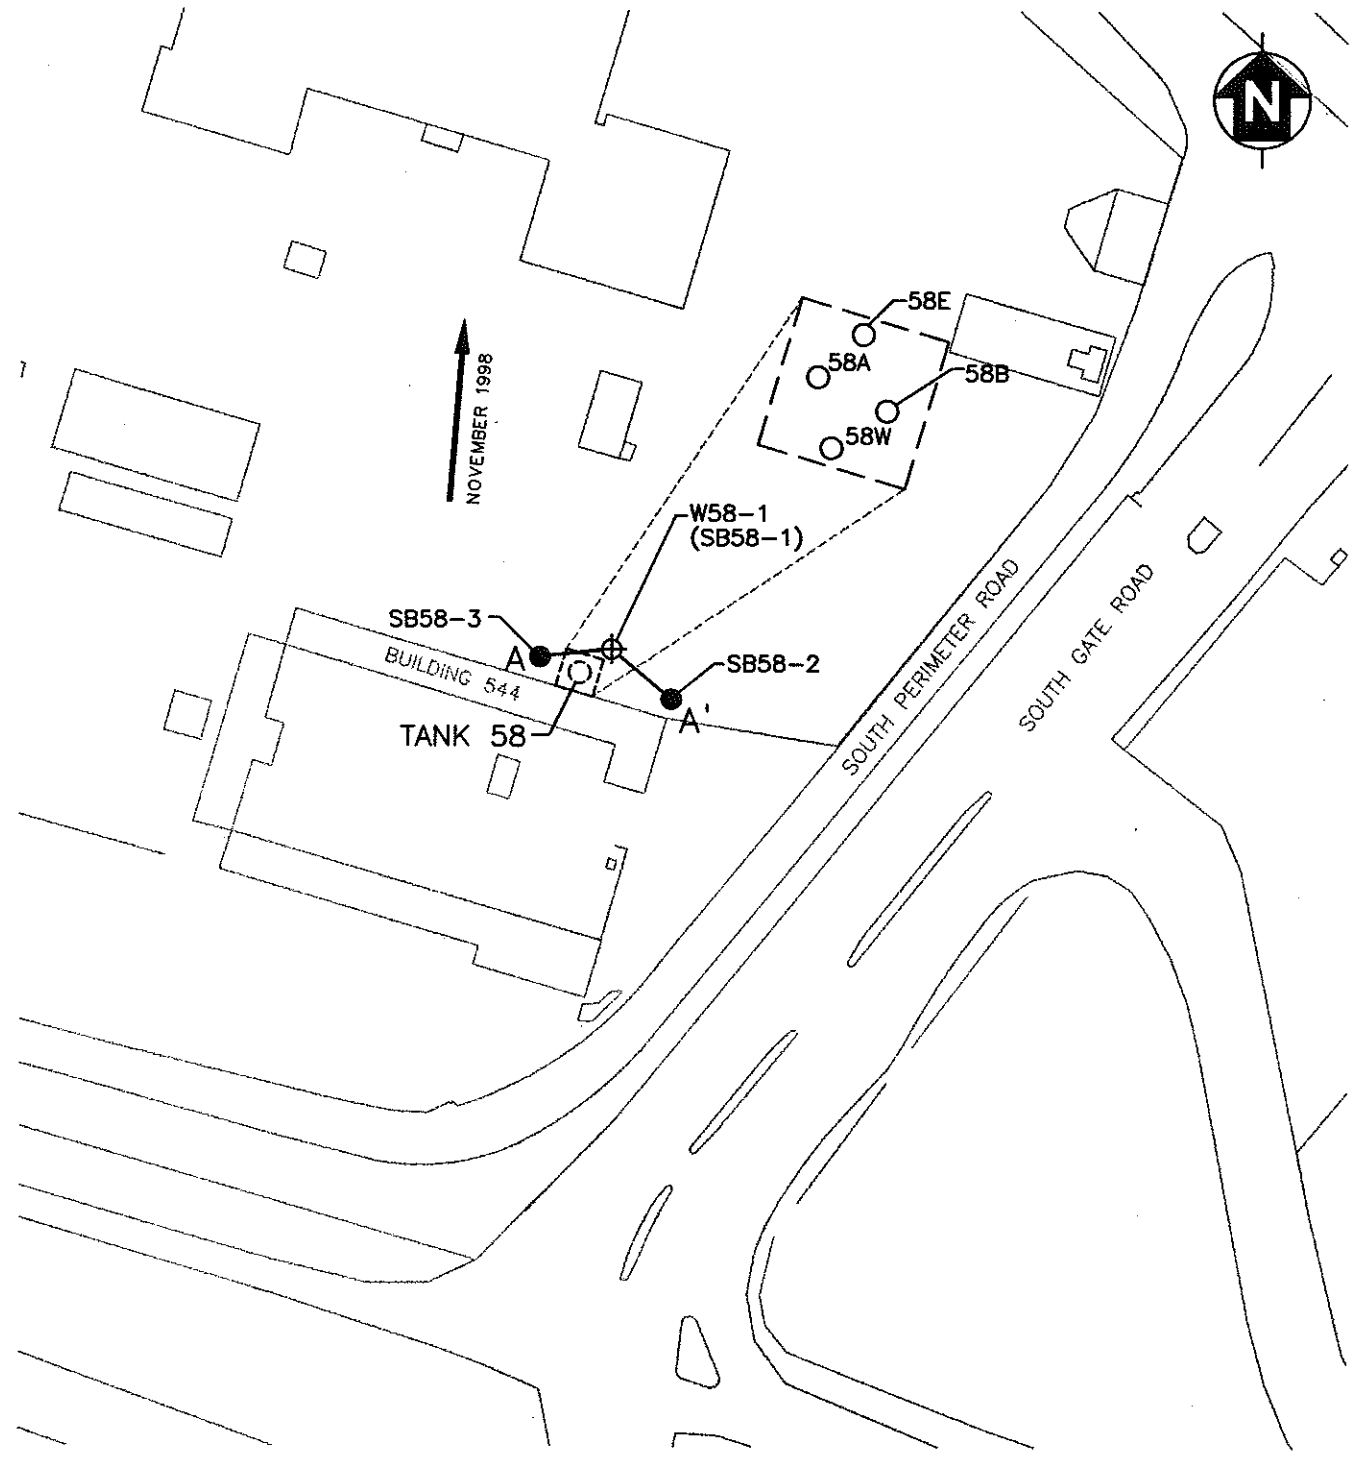 N
58E
58A
58B
58W
NOVEMBER 1998
W58-1
(SB58-1)
SB58-3
A
BUILDING 544
SB58-2
A'
TANK 58
SOUTH PERIMETER ROAD
SOUTH GATE ROAD